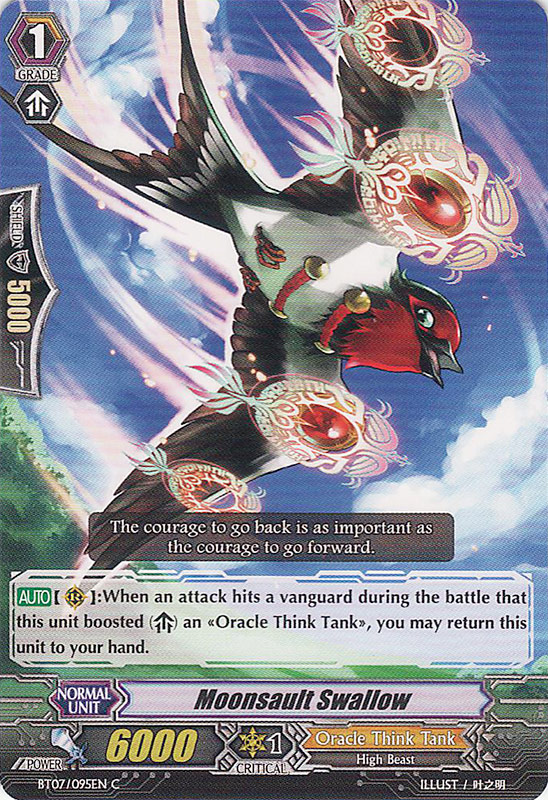 1
GRADE
SHIELD
5000
The courage to go back is as important as
the courage to go forward.
AUTO [ ]:When an attack hits a vanguard during the battle that
this unit boosted ( ) an «Oracle Think Tank», you may return this
unit to your hand.
NORMAL
UNIT
Moonsault Swallow
POWER
6000
1
CRITICAL
Oracle Think Tank
High Beast
BT07/095EN C
ILLUST / 叶之明